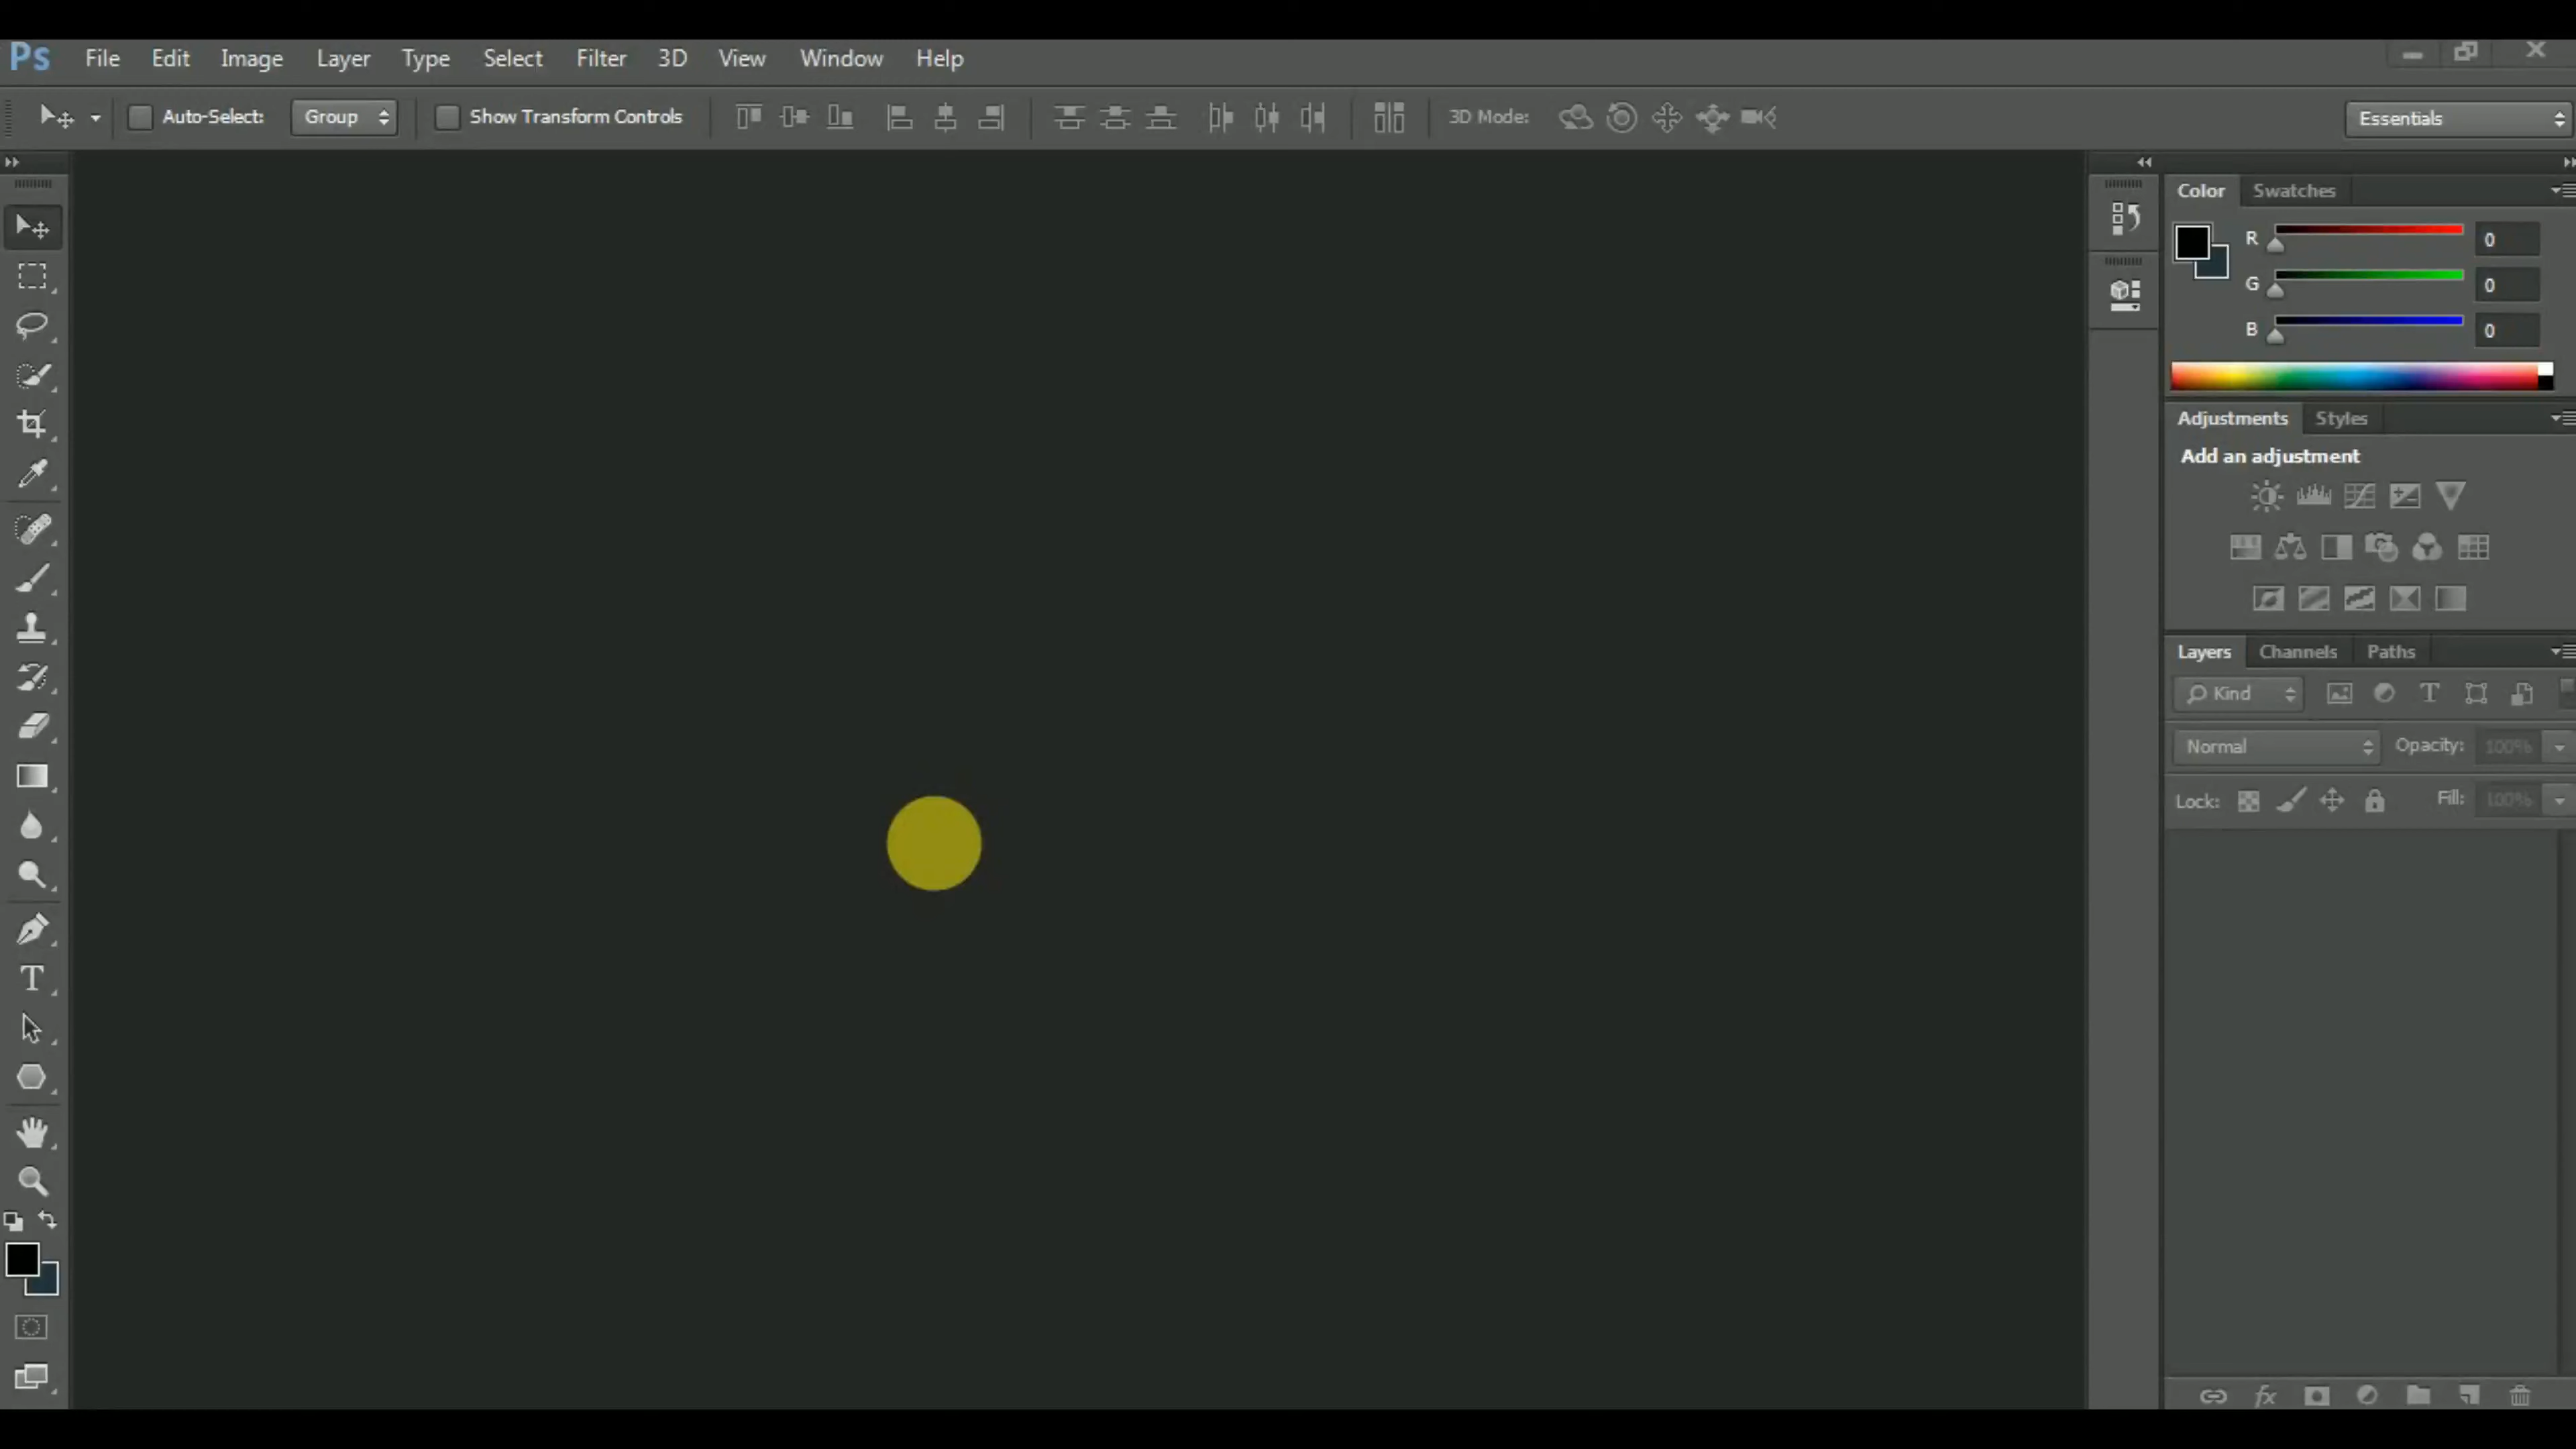 Ps File Edit Image Layer Type Select Filter 3D View Window Help
Auto-Select: Group Show Transform Controls 3D Mode: Essentials
Color Swatches
R 0
G 0
B 0
Adjustments Styles
Add an adjustment
Layers Channels Paths
Kind
Normal Opacity: 100%
Lock: Fill: 100%